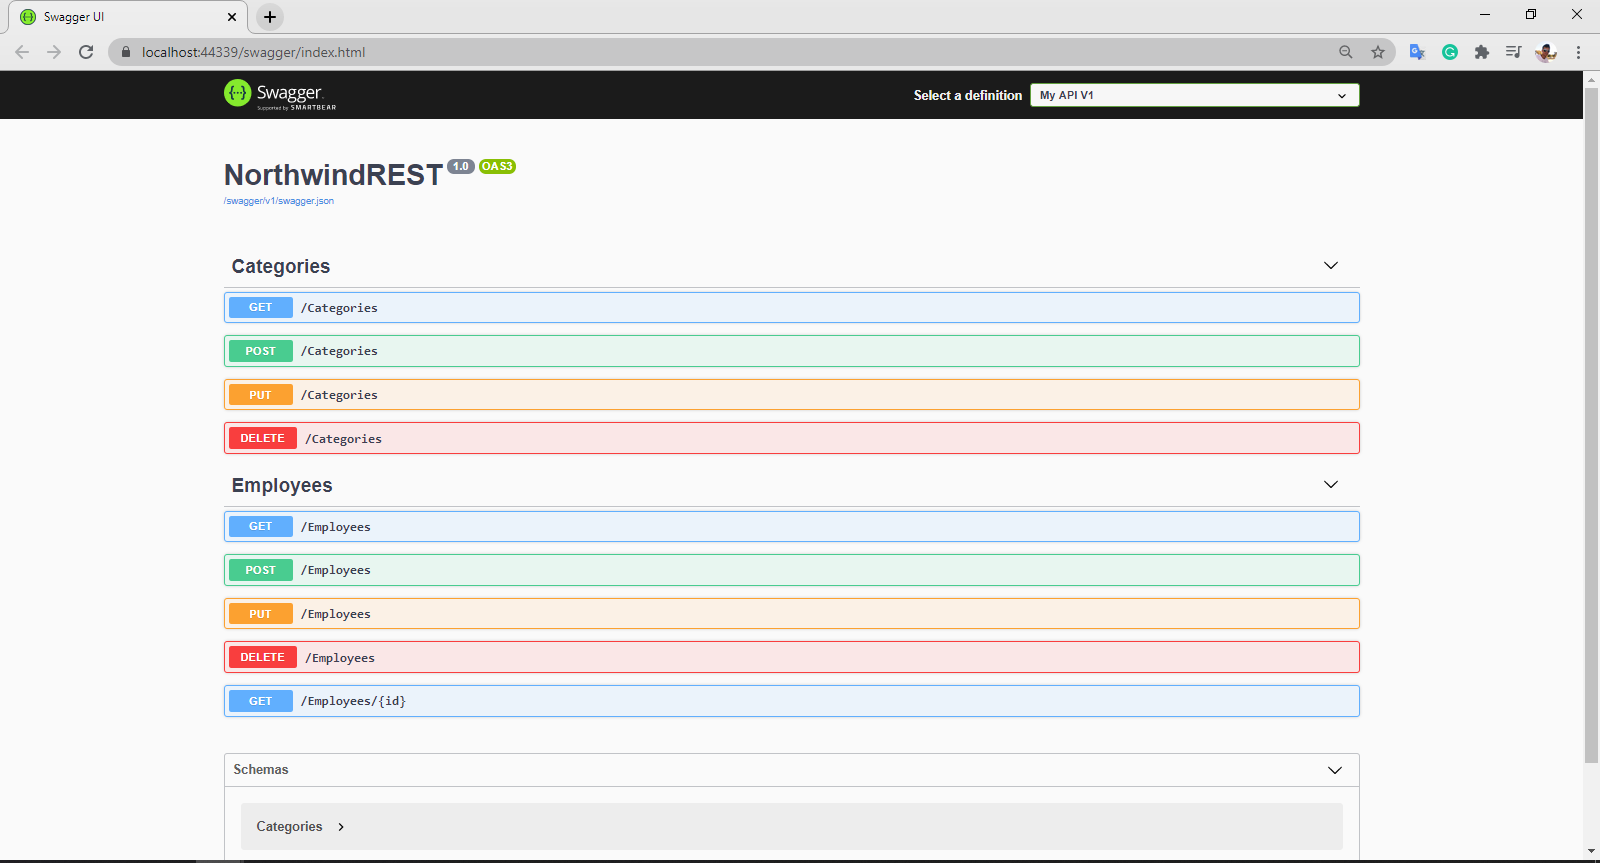 Swagger UI
localhost:44339/swagger/index.html
Swagger.
Supported by SMARTBEAR
Select a definition
My API V1
NorthwindREST 1.0 OAS3
/swagger/v1/swagger.json
Categories
GET /Categories
POST /Categories
PUT /Categories
DELETE /Categories
Employees
GET /Employees
POST /Employees
PUT /Employees
DELETE /Employees
GET /Employees/{id}
Schemas
Categories